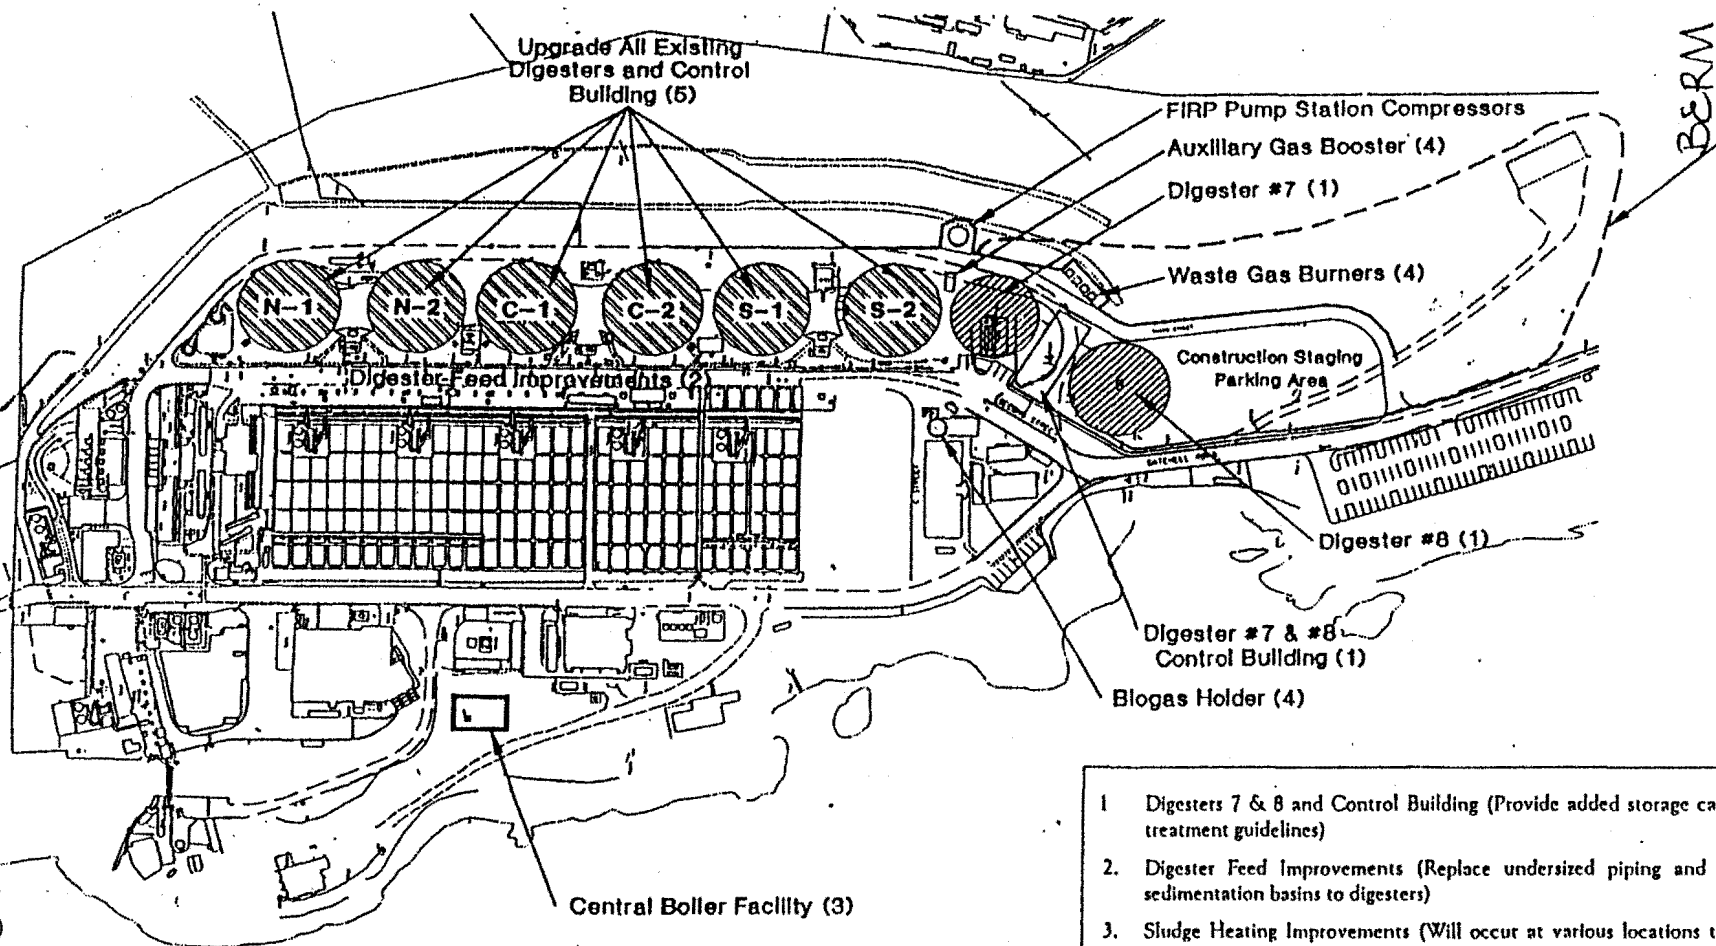 Upgrade All Existing
Digesters and Control
Building (5)
BERM
FIRP Pump Station Compressors
Auxiliary Gas Booster (4)
Digester #7 (1)
Waste Gas Burners (4)
N-1
N-2
C-1
C-2
S-1
S-2
Construction Staging
Parking Area
Digester Feed Improvements (2)
GATCHELL
Digester #8 (1)
Digester #7 & #8
Control Building (1)
Biogas Holder (4)
Central Boiler Facility (3)
1 Digesters 7 & 8 and Control Building (Provide added storage ca
treatment guidelines)
2. Digester Feed Improvements (Replace undersized piping and
sedimentation basins to digesters)
3. Sludge Heating Improvements (Will occur at various locations t